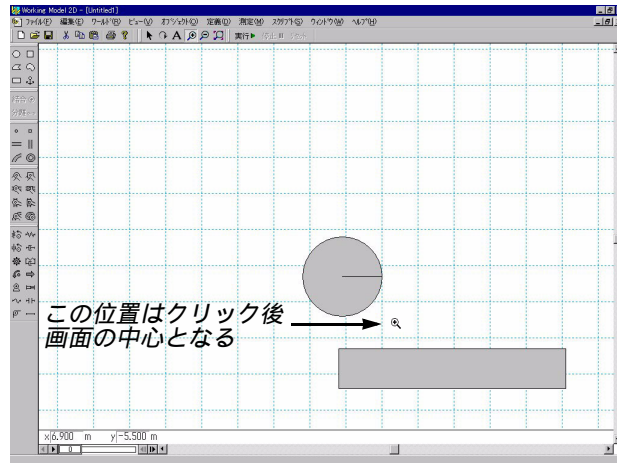 Working Model 2D - [Untitled1]
ファイル(F) 編集(E) ワールド(R) ビュー(V) オブジェクト(O) 定義(D) 測定(M) スクリプト(S) ウィンドウ(W) ヘルプ(H)
A 実行
この位置はクリック後
画面の中心となる
x 6.900 m y -5.500 m
0